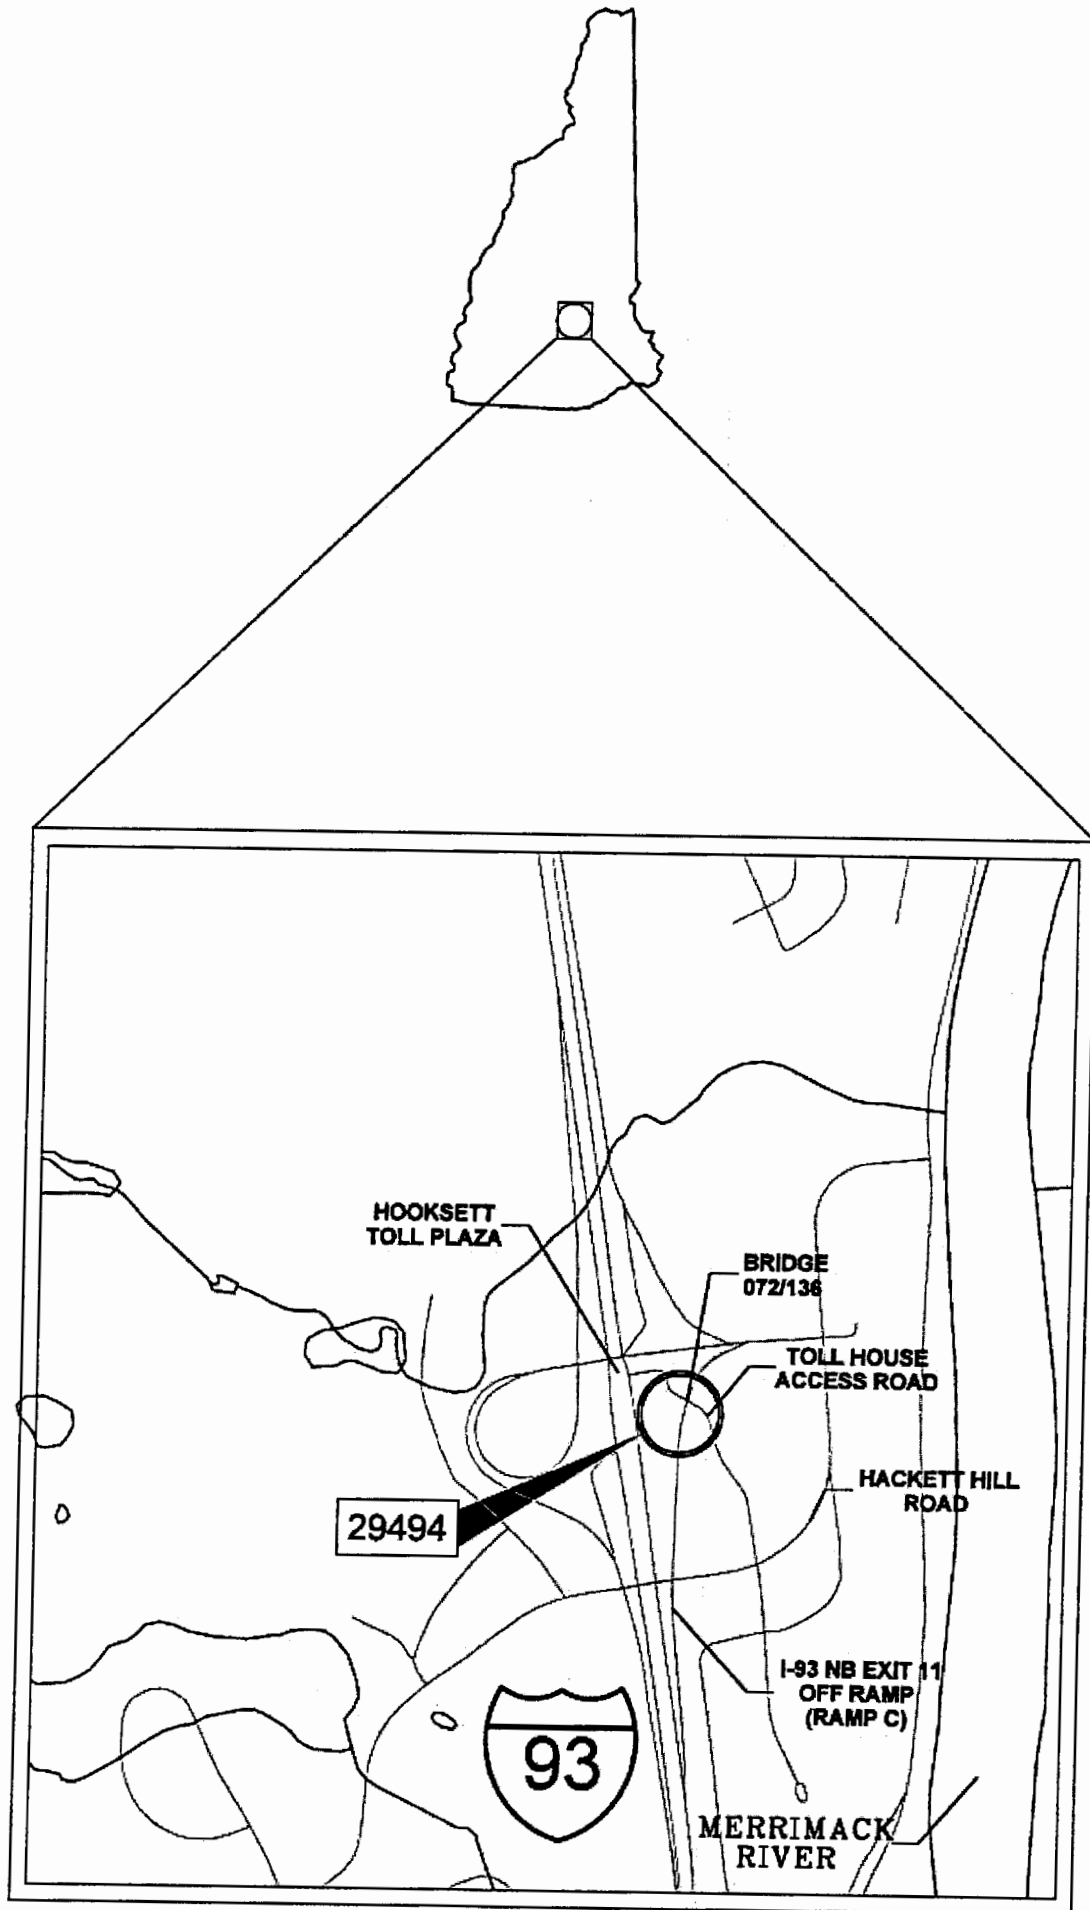 HOOKSETT
TOLL PLAZA
BRIDGE
072/136
TOLL HOUSE
ACCESS ROAD
HACKETT HILL
ROAD
29494
I-93 NB EXIT 11
OFF RAMP
(RAMP C)
93
MERRIMACK
RIVER